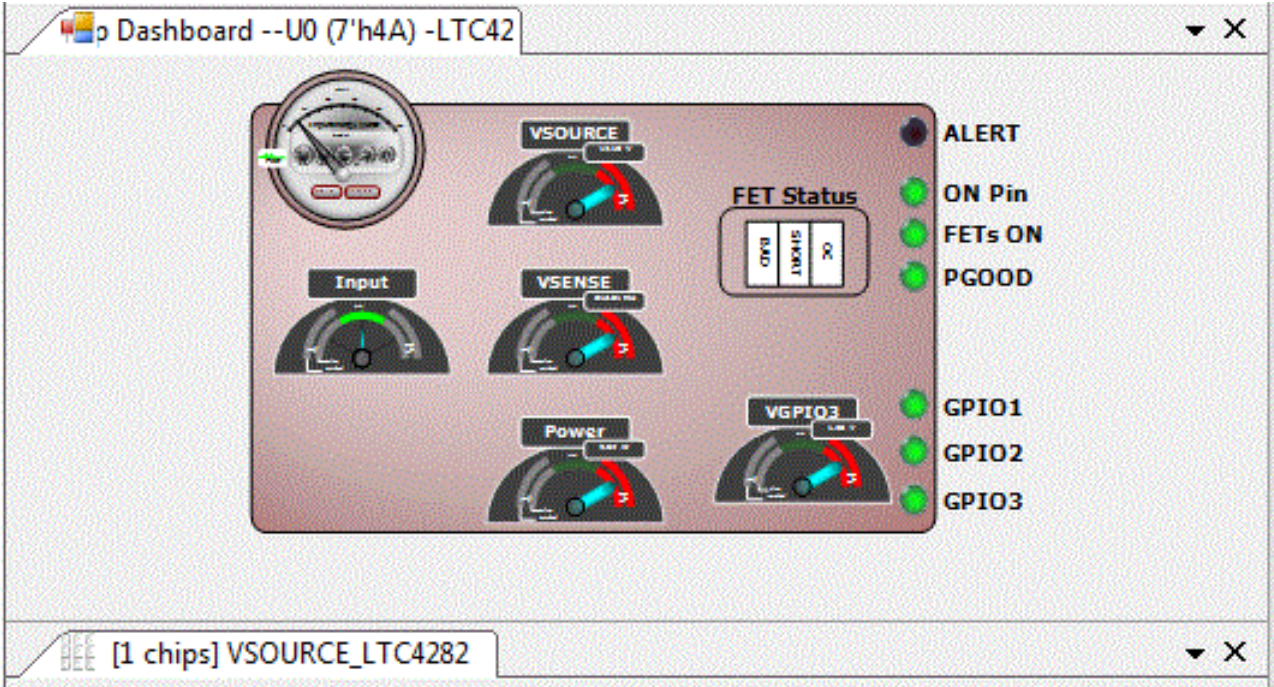 p Dashboard --U0 (7'h4A) -LTC42
VSOURCE
ALERT
FET Status
ON Pin
FETs ON
BAD
SHORT
OC
PGOOD
Input
VSENSE
VGPIO3
GPIO1
Power
GPIO2
GPIO3
[1 chips] VSOURCE_LTC4282